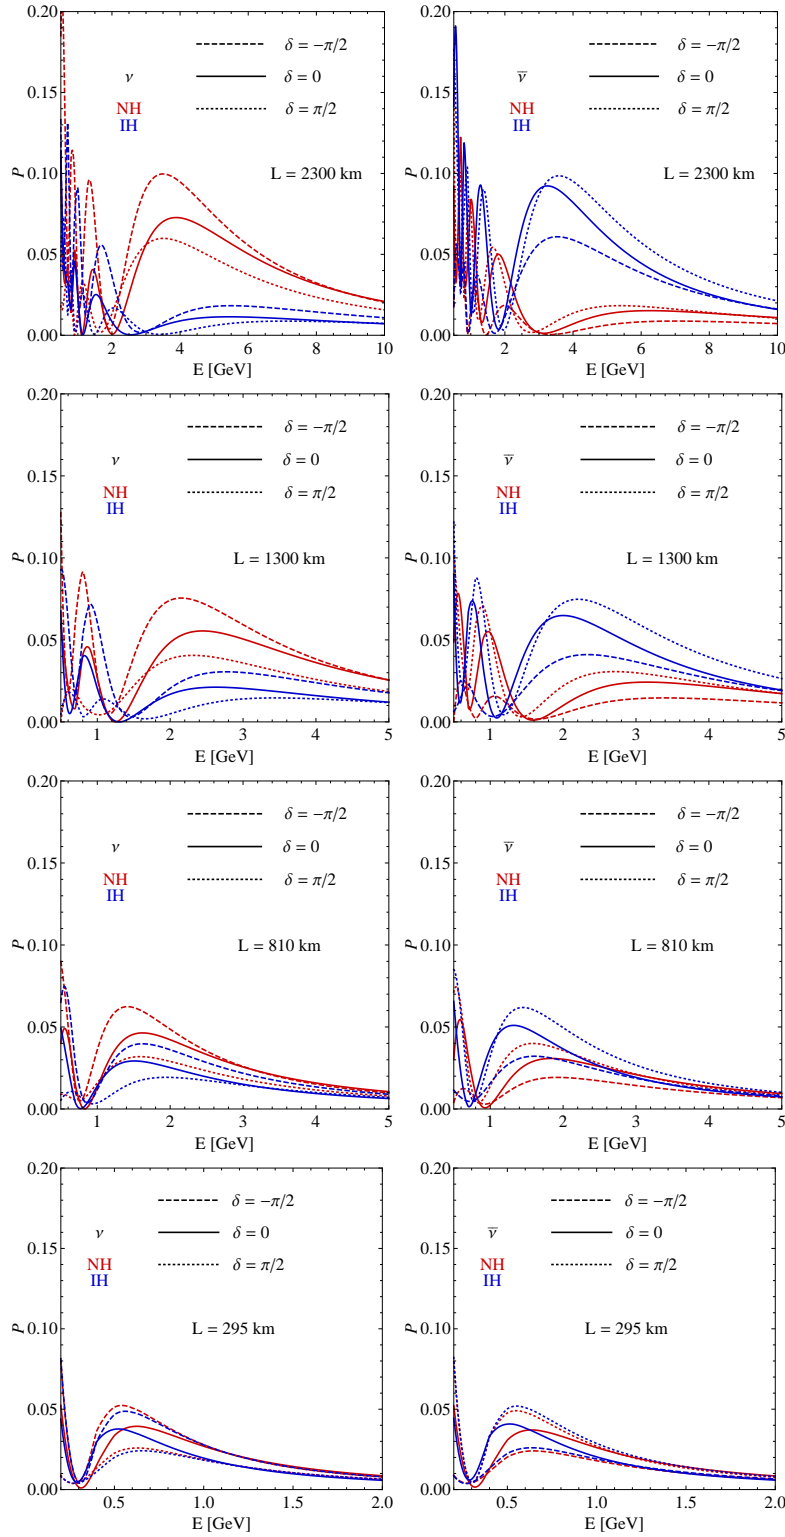 0.20
0.15
0.10
0.05
0.00
P
ν
NH
IH
δ = −π/2
δ = 0
δ = π/2
L = 2300 km
2 4 6 8 10
E [GeV]
0.20
0.15
0.10
0.05
0.00
P
ν̅
NH
IH
δ = −π/2
δ = 0
δ = π/2
L = 2300 km
2 4 6 8 10
E [GeV]
0.20
0.15
0.10
0.05
0.00
P
ν
NH
IH
δ = −π/2
δ = 0
δ = π/2
L = 1300 km
1 2 3 4 5
E [GeV]
0.20
0.15
0.10
0.05
0.00
P
ν̅
NH
IH
δ = −π/2
δ = 0
δ = π/2
L = 1300 km
1 2 3 4 5
E [GeV]
0.20
0.15
0.10
0.05
0.00
P
ν
NH
IH
δ = −π/2
δ = 0
δ = π/2
L = 810 km
1 2 3 4 5
E [GeV]
0.20
0.15
0.10
0.05
0.00
P
ν̅
NH
IH
δ = −π/2
δ = 0
δ = π/2
L = 810 km
1 2 3 4 5
E [GeV]
0.20
0.15
0.10
0.05
0.00
P
ν
NH
IH
δ = −π/2
δ = 0
δ = π/2
L = 295 km
0.5 1.0 1.5 2.0
E [GeV]
0.20
0.15
0.10
0.05
0.00
P
ν̅
NH
IH
δ = −π/2
δ = 0
δ = π/2
L = 295 km
0.5 1.0 1.5 2.0
E [GeV]